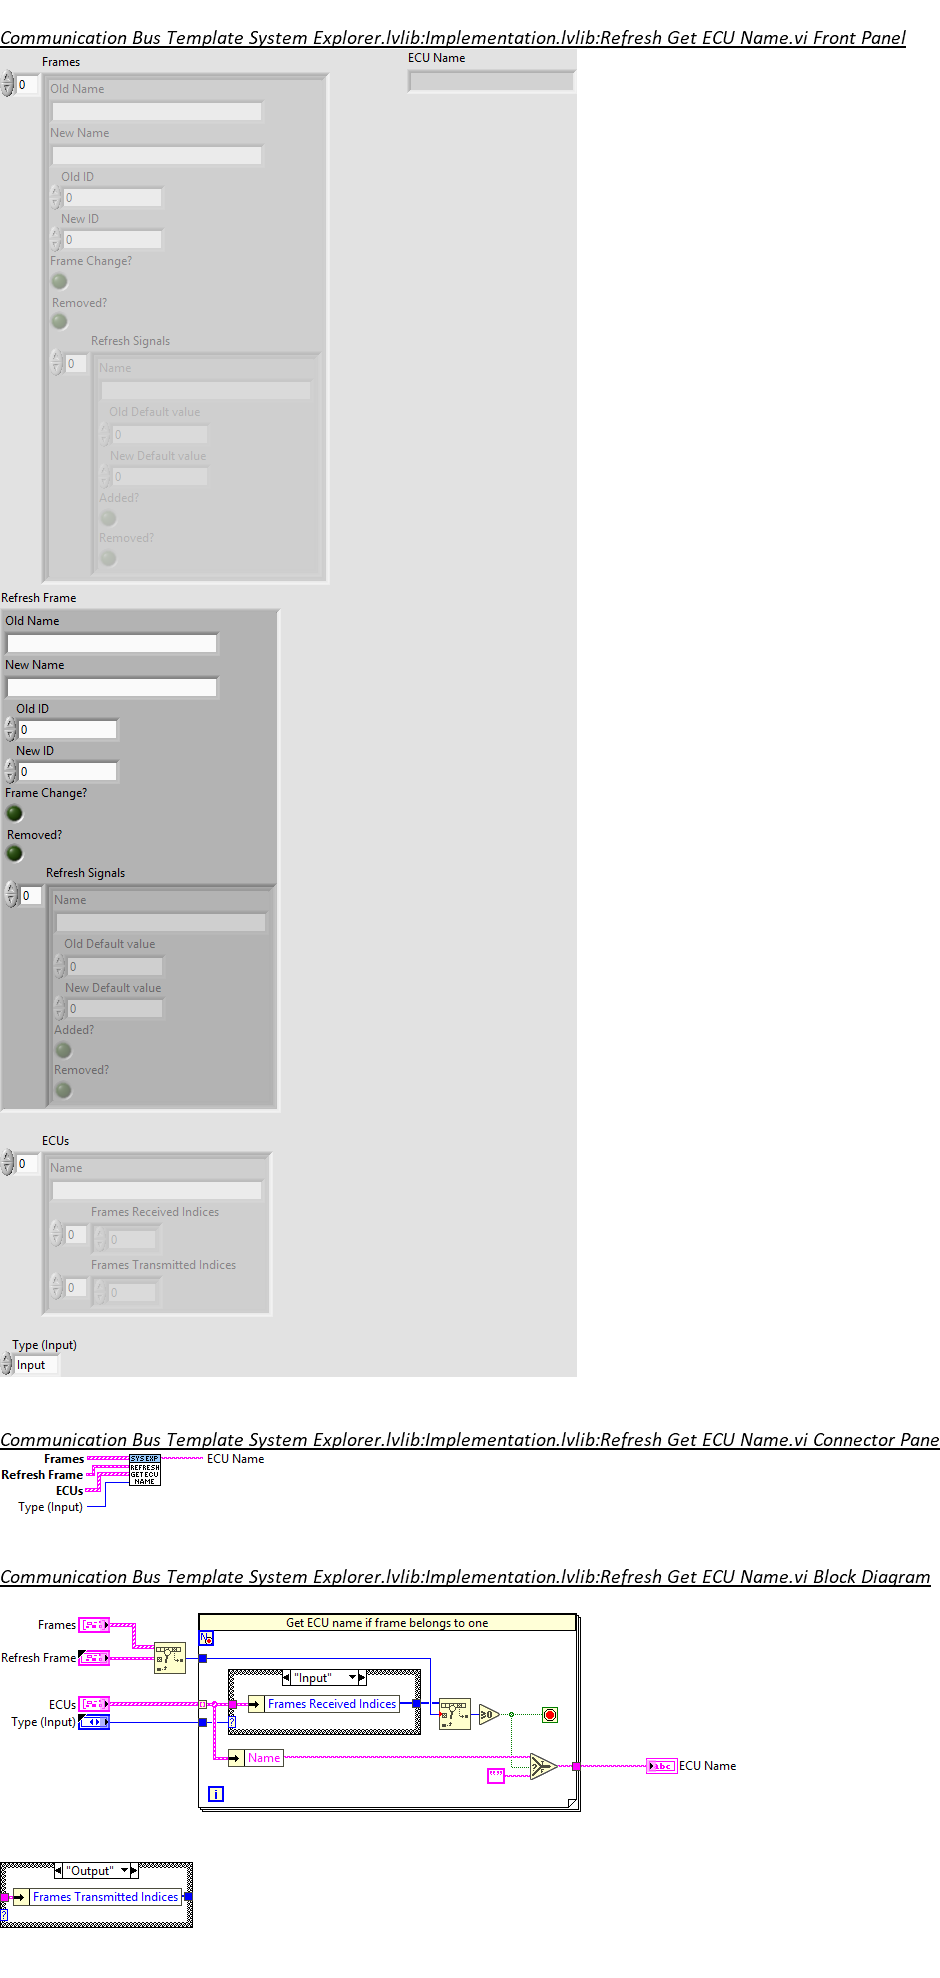 Communication Bus Template System Explorer.lvlib:Implementation.lvlib:Refresh Get ECU Name.vi Front Panel
Frames
ECU Name
0
Old Name
New Name
Old ID
0
New ID
0
Frame Change?
Removed?
Refresh Signals
0
Name
Old Default value
0
New Default value
0
Added?
Removed?
Refresh Frame
Old Name
New Name
Old ID
0
New ID
0
Frame Change?
Removed?
Refresh Signals
0
Name
Old Default value
0
New Default value
0
Added?
Removed?
ECUs
0
Name
Frames Received Indices
0 0
Frames Transmitted Indices
0 0
Type (Input)
Input
Communication Bus Template System Explorer.lvlib:Implementation.lvlib:Refresh Get ECU Name.vi Connector Pane
Frames
Refresh Frame
ECUs
Type (Input)
SYS EXP
REFRESH
GET ECU
NAME
ECU Name
Communication Bus Template System Explorer.lvlib:Implementation.lvlib:Refresh Get ECU Name.vi Block Diagram
Get ECU name if frame belongs to one
N
Frames
Refresh Frame
"Input"
ECUs
Frames Received Indices
≥0
Type (Input)
?
Name
T
F
abc
ECU Name
""
i
"Output"
Frames Transmitted Indices
?